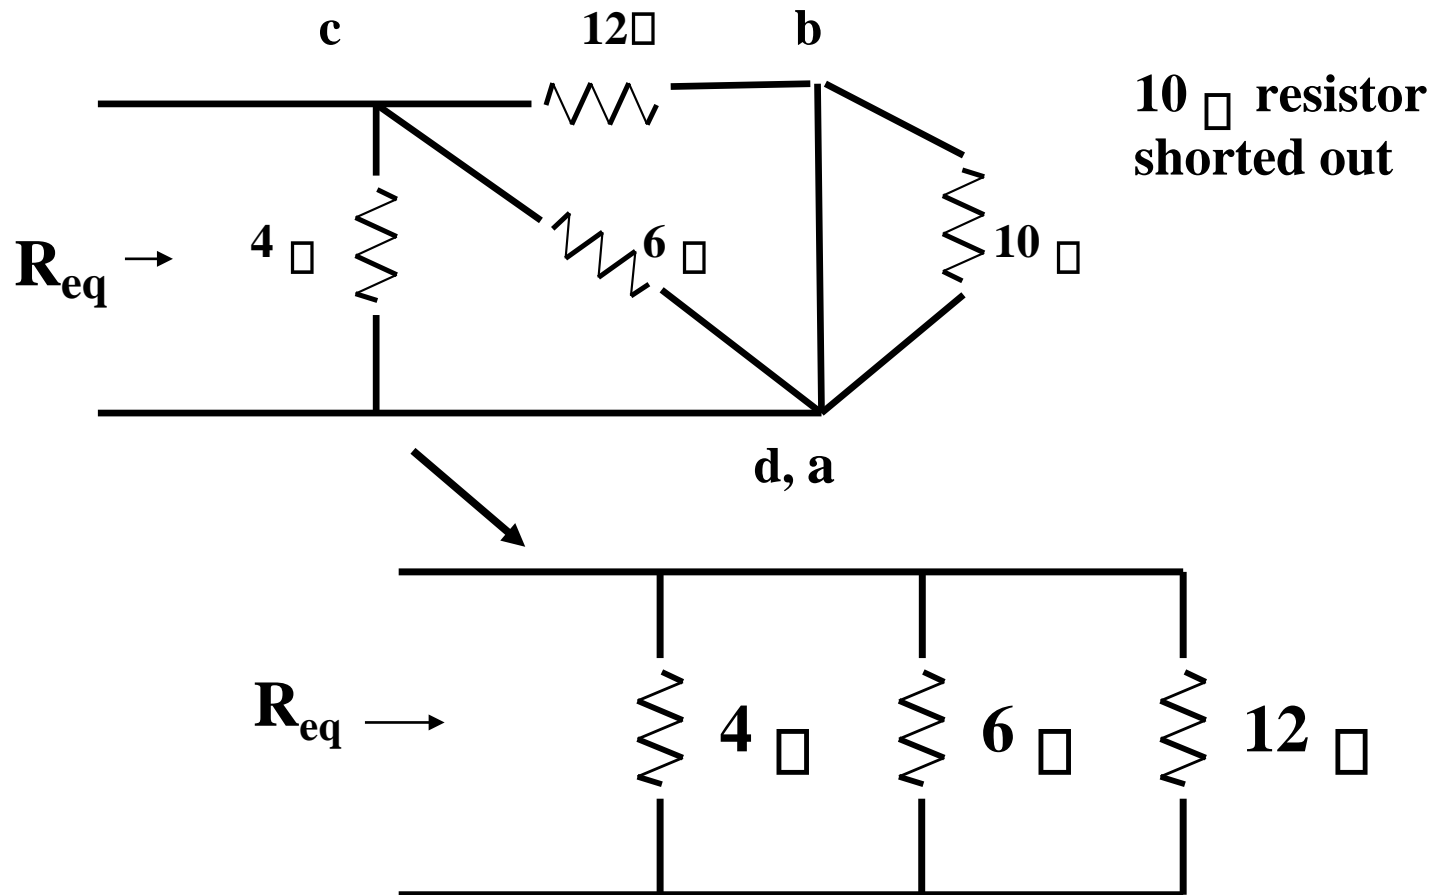 c
12□
b
10 □ resistor
shorted out
Req
4 □
6 □
10 □
d, a
Req
4 □
6 □
12 □